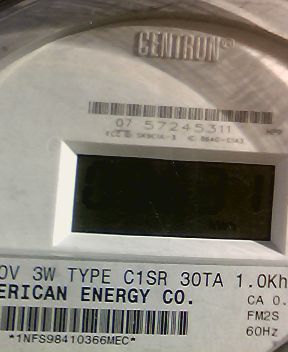 CENTRON®
07 57245311
0V 3W TYPE C1SR 30TA 1.0Kh
ERICAN ENERGY CO.
CA 0.
FM2S
60Hz
*1NFS98410366MEC*